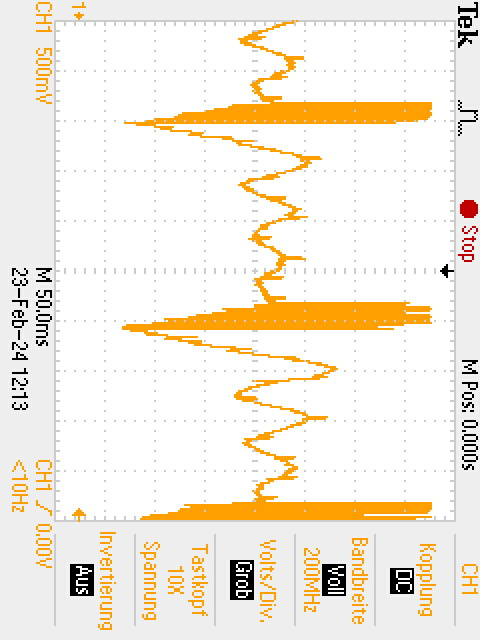 Tek
Stop
M Pos: 0.000s
CH1
Kopplung
DC
Bandbreite
Voll
200MHz
Volts/Div.
Grob
Tastkopf
10X
Spannung
Invertierung
Aus
1
CH1 500mV
M 50.0ms
CH1 / 0.00V
23-Feb-24 12:13
<10Hz